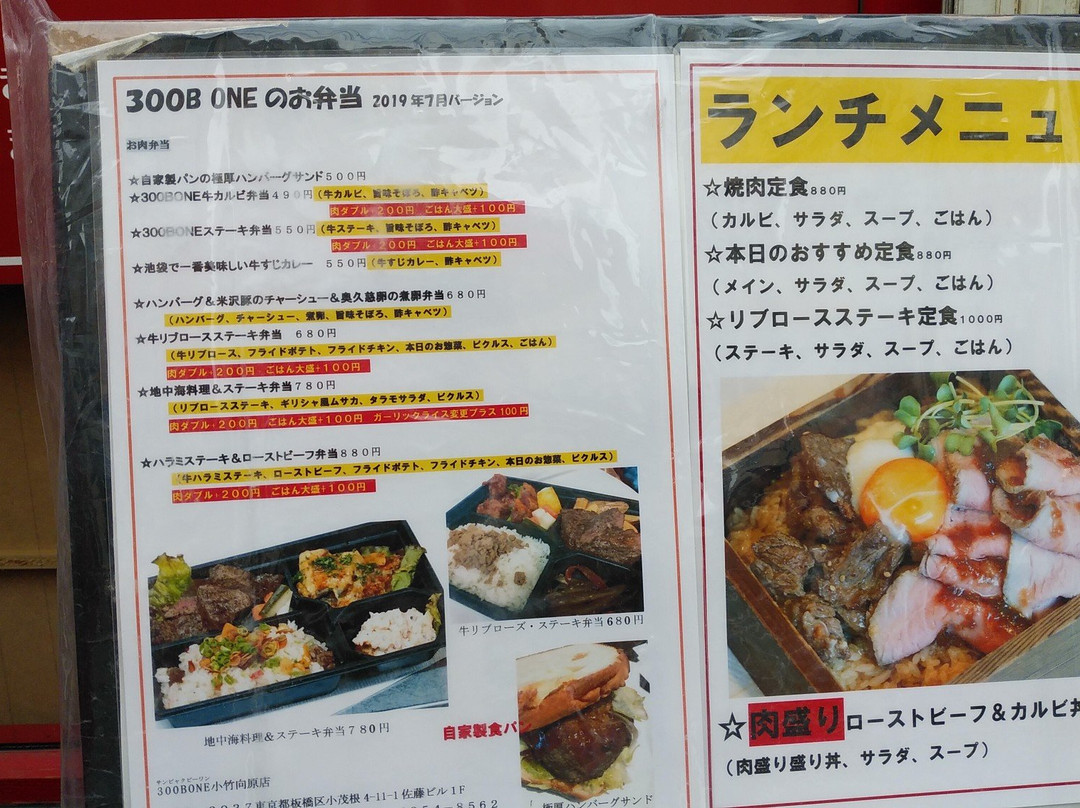 300B ONE のお弁当 2019年7月バージョン
お肉弁当
☆自家製パンの極厚ハンバーグサンド500円
☆300BONE牛カルビ弁当490円(牛カルビ、旨味そぼろ、酢キャベツ)
肉ダブル+200円 ごはん大盛+100円
☆300BONEステーキ弁当550円(牛ステーキ、旨味そぼろ、酢キャベツ)
肉ダブル+200円 ごはん大盛+100円
☆池袋で一番美味しい牛すじカレー 550円(牛すじカレー、酢キャベツ)
☆ハンバーグ&米沢豚のチャーシュー&奥久慈卵の煮卵弁当680円
(ハンバーグ、チャーシュー、煮卵、旨味そぼろ、酢キャベツ)
☆牛リブロースステーキ弁当 680円
(牛リブロース、フライドポテト、フライドチキン、本日のお惣菜、ピクルス、ごはん)
肉ダブル+200円 ごはん大盛+100円
☆地中海料理&ステーキ弁当780円
(リブロースステーキ、ギリシャ風ムサカ、タラモサラダ、ピクルス)
肉ダブル+200円 ごはん大盛+100円 ガーリックライス変更プラス100円
☆ハラミステーキ&ローストビーフ弁当880円
(牛ハラミステーキ、ローストビーフ、フライドポテト、フライドチキン、本日のお惣菜、ピクルス)
肉ダブル+200円 ごはん大盛+100円
牛リブローズ・ステーキ弁当680円
地中海料理&ステーキ弁当780円
自家製食パン
極厚ハンバーグサンド
サンビャクビーワン
300BONE小竹向原店
東京都板橋区小茂根4-11-1佐藤ビル1F
8562
ランチメニュ
☆焼肉定食880円
(カルビ、サラダ、スープ、ごはん)
☆本日のおすすめ定食880円
(メイン、サラダ、スープ、ごはん)
☆リブロースステーキ定食1000円
(ステーキ、サラダ、スープ、ごはん)
☆肉盛りローストビーフ&カルビ丼
(肉盛り盛り丼、サラダ、スープ)